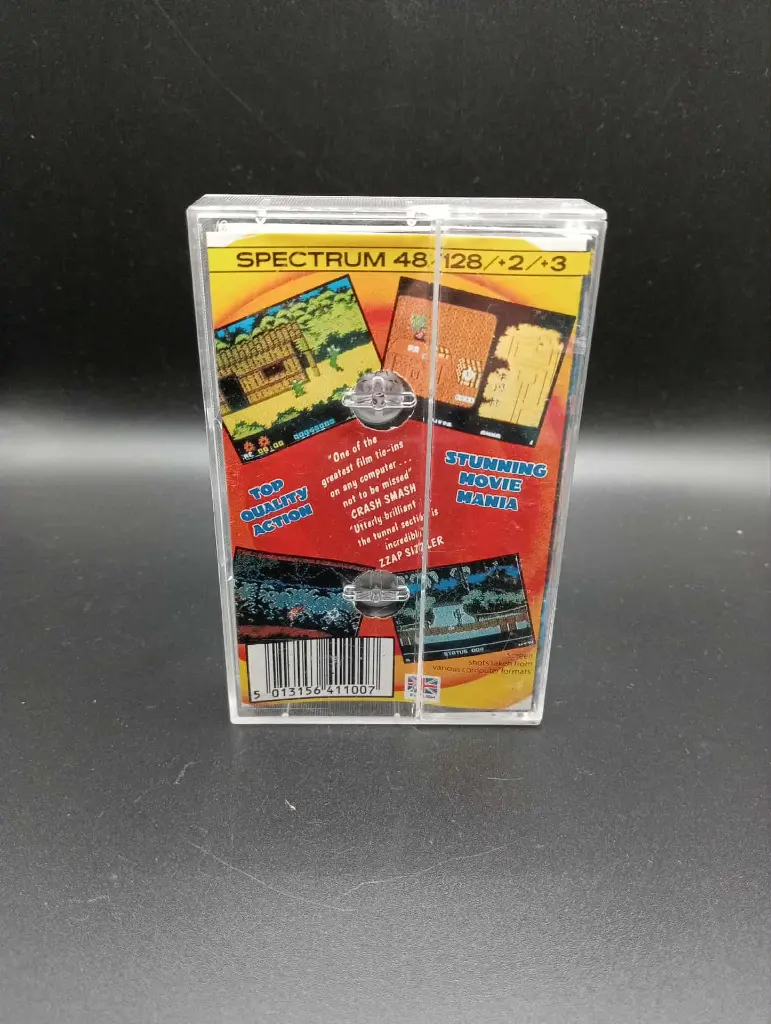 SPECTRUM 48/128/+2/+3
"One of the
greatest film tie-ins
on any computer...
not to be missed"
CRASH SMASH
"Utterly brilliant
the tunnel section is
incredible
ZZAP SIZZLER
TOP
QUALITY
ACTION
STUNNING
MOVIE
MANIA
STATUS
Screen
shots taken from
various computer formats
5 013156 411007